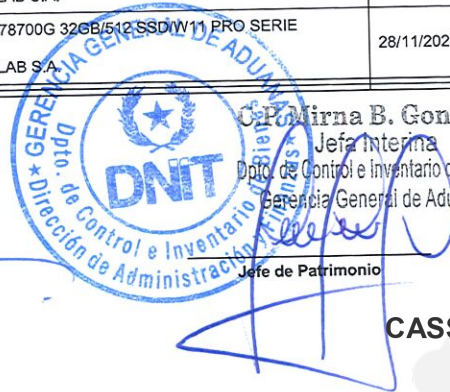 78700G 32GB/512 SSD/W11 PRO SERIE
28/11/202
LAB S.A.
GERENCIA GENERAL DE ADUANAS
Dpto. de Control e Inventario de Bienes
DNIT
Dirección de Administración y Finanzas
C.P. Mirna B. Gon
Jefa Interina
Dpto. de Control e Inventario d
Gerencia General de Adu
Jefe de Patrimonio
CASS